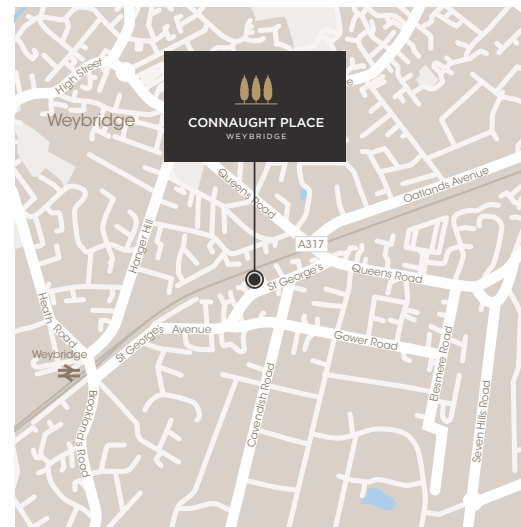 High Street
e
Weybridge
CONNAUGHT PLACE
WEYBRIDGE
Queens Road
Oatlands Avenue
Hanger Hill
A317
St George's
Queens Road
Heath Road
Weybridge
St George's Avenue
Gower Road
Ellesmere Road
Cavendish Road
Brooklands Road
Seven Hills Road